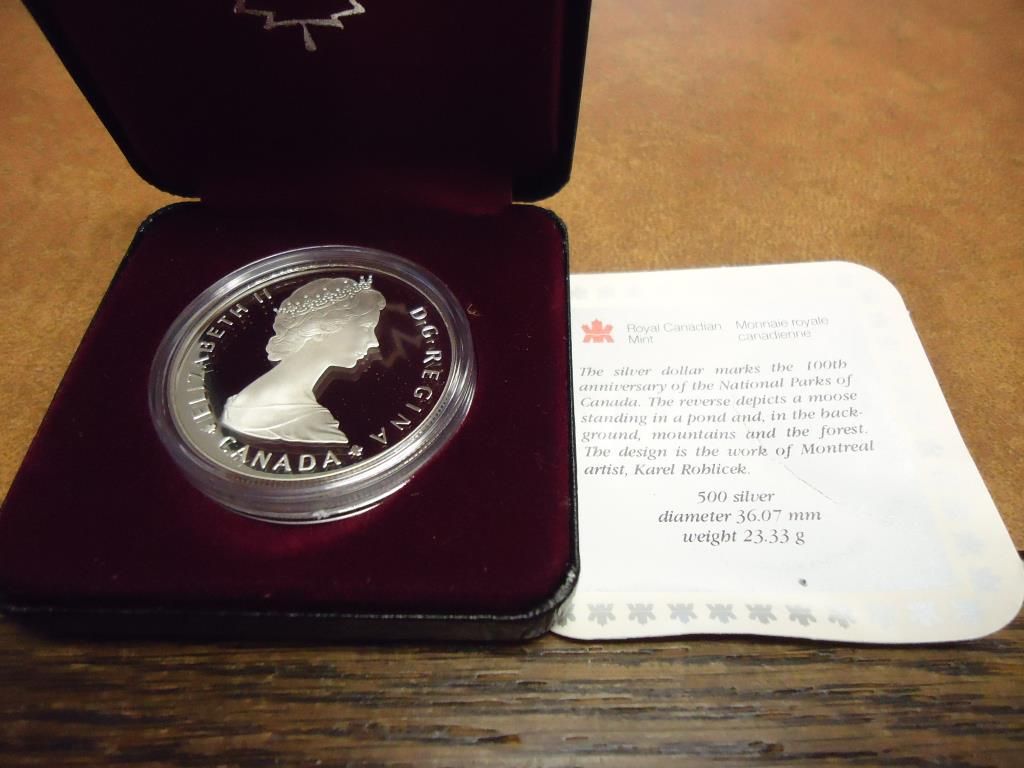 ELIZABETH II D·G·REGINA
CANADA
Royal Canadian Mint
Monnaie royale canadienne
The silver dollar marks the 100th
anniversary of the National Parks of
Canada. The reverse depicts a moose
standing in a pond and, in the back-
ground, mountains and the forest.
The design is the work of Montreal
artist, Karel Rohlicek.
500 silver
diameter 36.07 mm
weight 23.33 g